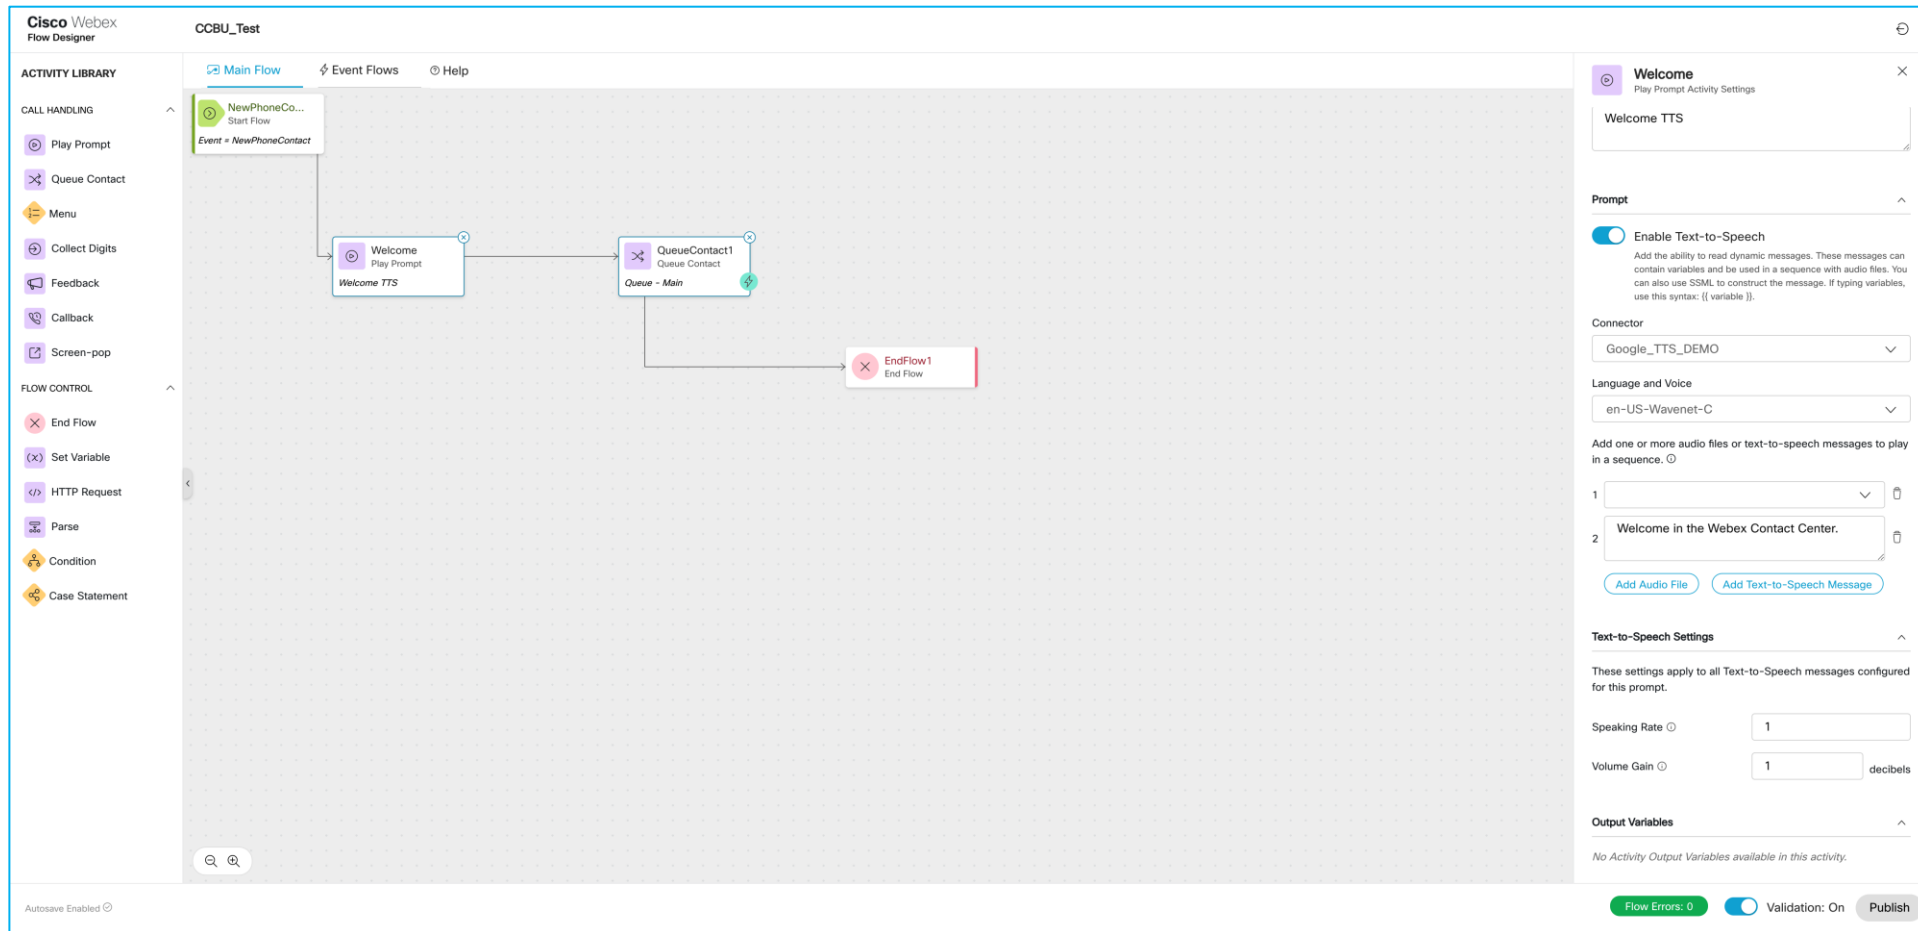 Cisco Webex
Flow Designer
CCBU_Test
ACTIVITY LIBRARY
CALL HANDLING
Play Prompt
Queue Contact
Menu
Collect Digits
Feedback
Callback
Screen-pop
FLOW CONTROL
End Flow
Set Variable
HTTP Request
Parse
Condition
Case Statement
Main Flow
Event Flows
Help
NewPhoneCo...
Start Flow
Event = NewPhoneContact
Welcome
Play Prompt
Welcome TTS
QueueContact1
Queue Contact
Queue - Main
EndFlow1
End Flow
Welcome
Play Prompt Activity Settings
Welcome TTS
Prompt
Enable Text-to-Speech
Add the ability to read dynamic messages. These messages can
contain variables and be used in a sequence with audio files. You
can also use SSML to construct the message. If typing variables,
use this syntax: {{ variable }}.
Connector
Google_TTS_DEMO
Language and Voice
en-US-Wavenet-C
Add one or more audio files or text-to-speech messages to play
in a sequence.
1
2 Welcome in the Webex Contact Center.
Add Audio File
Add Text-to-Speech Message
Text-to-Speech Settings
These settings apply to all Text-to-Speech messages configured
for this prompt.
Speaking Rate 1
Volume Gain 1 decibels
Output Variables
No Activity Output Variables available in this activity.
Autosave Enabled
Flow Errors: 0
Validation: On
Publish